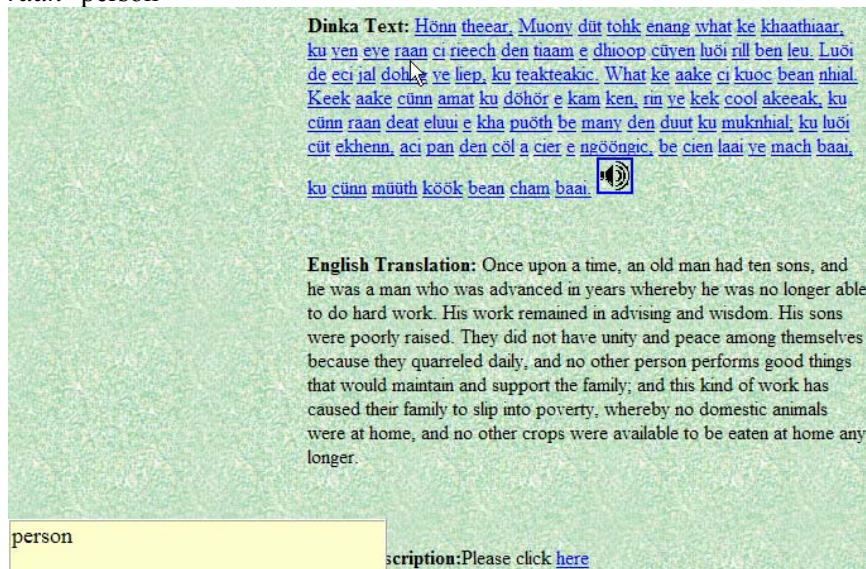 Dinka Text: Hönn theear, Muony düt tohk enang what ke khaathiaar,
ku yen eye raan ci rieech den tiaam e dhioop cüyen luöi rill ben leu. Luöi
de eci jal ye liep, ku teakteakic. What ke aake ci kuoc bean nhial.
Keek aake cünn amat ku döhör e kam ken, rin ye kek cool akeeak, ku
cünn raan deat eluui e kha puöth be many den duut ku muknhial; ku luöi
cüt ekhenn, aci pan den cöl a cier e ngööngic, be cien laai ye mach baai,
ku cünn müüth köök bean cham baai.
English Translation: Once upon a time, an old man had ten sons, and
he was a man who was advanced in years whereby he was no longer able
to do hard work. His work remained in advising and wisdom. His sons
were poorly raised. They did not have unity and peace among themselves
because they quarreled daily, and no other person performs good things
that would maintain and support the family; and this kind of work has
caused their family to slip into poverty, whereby no domestic animals
were at home, and no other crops were available to be eaten at home any
longer.
person
scription:Please click here